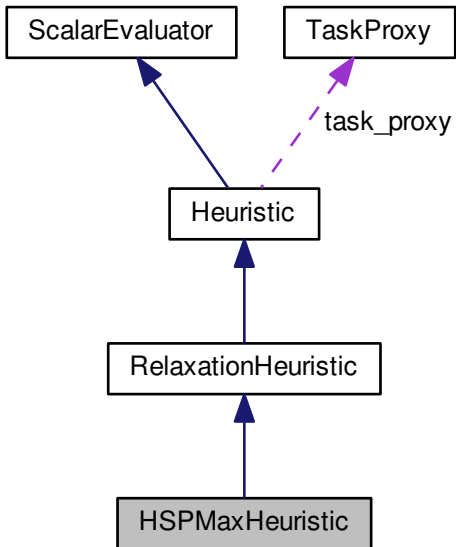 ScalarEvaluator
TaskProxy
task_proxy
Heuristic
RelaxationHeuristic
HSPMaxHeuristic